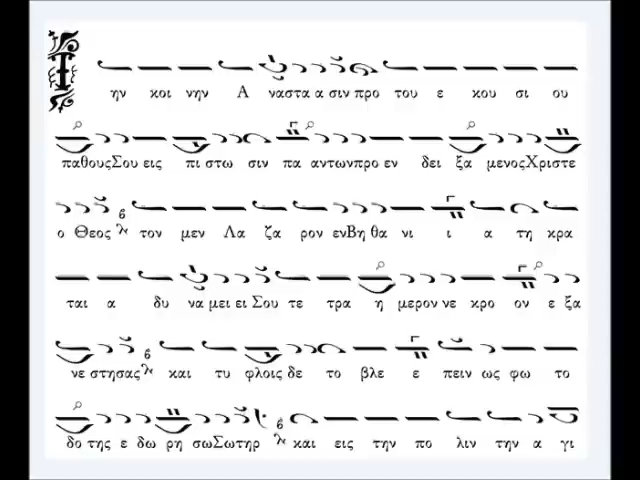 Τ ην κοι νην Α ναστα α σιν προ του ε κου σι ου
παθουςΣου εις πι στω σιν πα αντωνπρο εν δει ξα μενοςΧριστε
ο Θεος τον μεν Λα ζα ρον ενΒη θα νι ι α τη κρα
ται α δυ να μει ει Σου τε τρα η μερον νε κρο ον ε ξα
νε στησας και τυ φλοις δε το βλε ε πειν ως φω το
δο της ε δω ρη σωΣωτηρ και εις την πο λιν την α γι